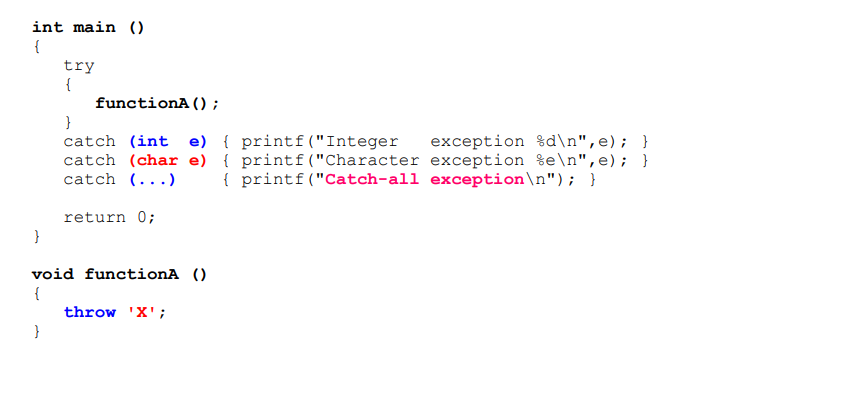 int main ()
{
   try
   {
      functionA();
   }
   catch (int  e) { printf("Integer   exception %d\n",e); }
   catch (char e) { printf("Character exception %e\n",e); }
   catch (...)    { printf("Catch-all exception\n"); }
   return 0;
}
void functionA ()
{
   throw 'X';
}